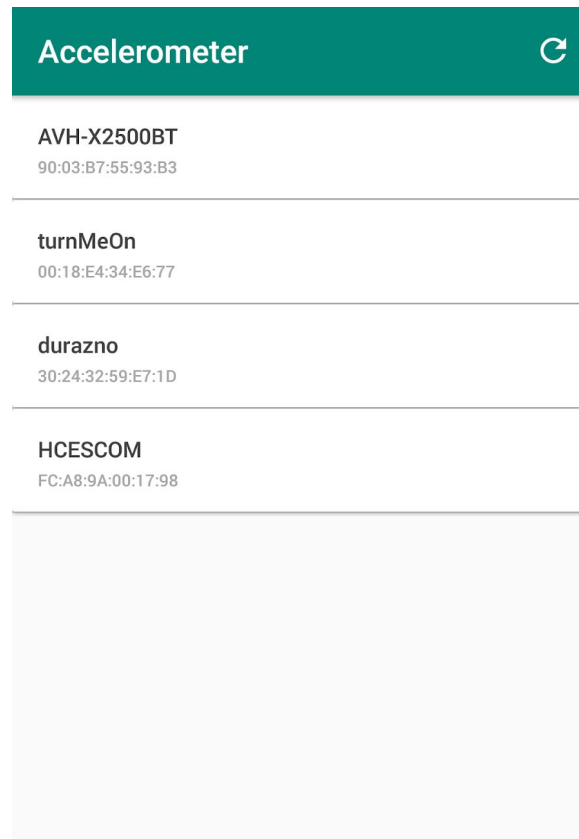 Accelerometer
AVH-X2500BT
90:03:B7:55:93:B3
turnMeOn
00:18:E4:34:E6:77
durazno
30:24:32:59:E7:1D
HCESCOM
FC:A8:9A:00:17:98